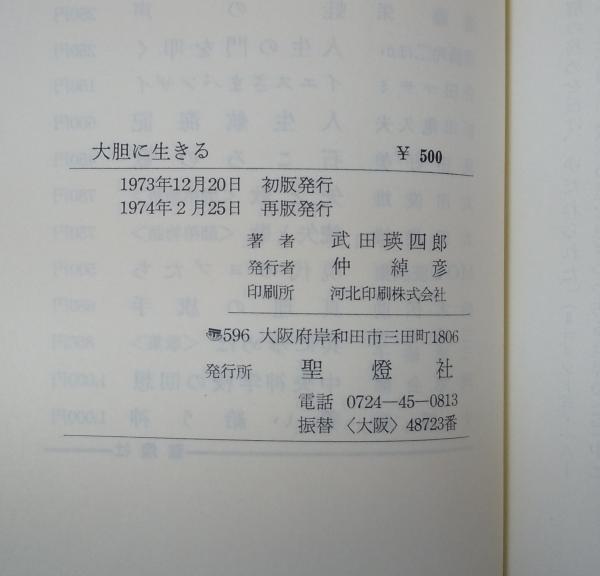 大胆に生きる ¥ 500
1973年12月20日 初版発行
1974年2月25日 再版発行
著者 武田瑛四郎
発行者 仲綽彦
印刷所 河北印刷株式会社
〠596 大阪府岸和田市三田町1806
発行所 聖燈社
電話 0724—45—0813
振替 〈大阪〉 48723番